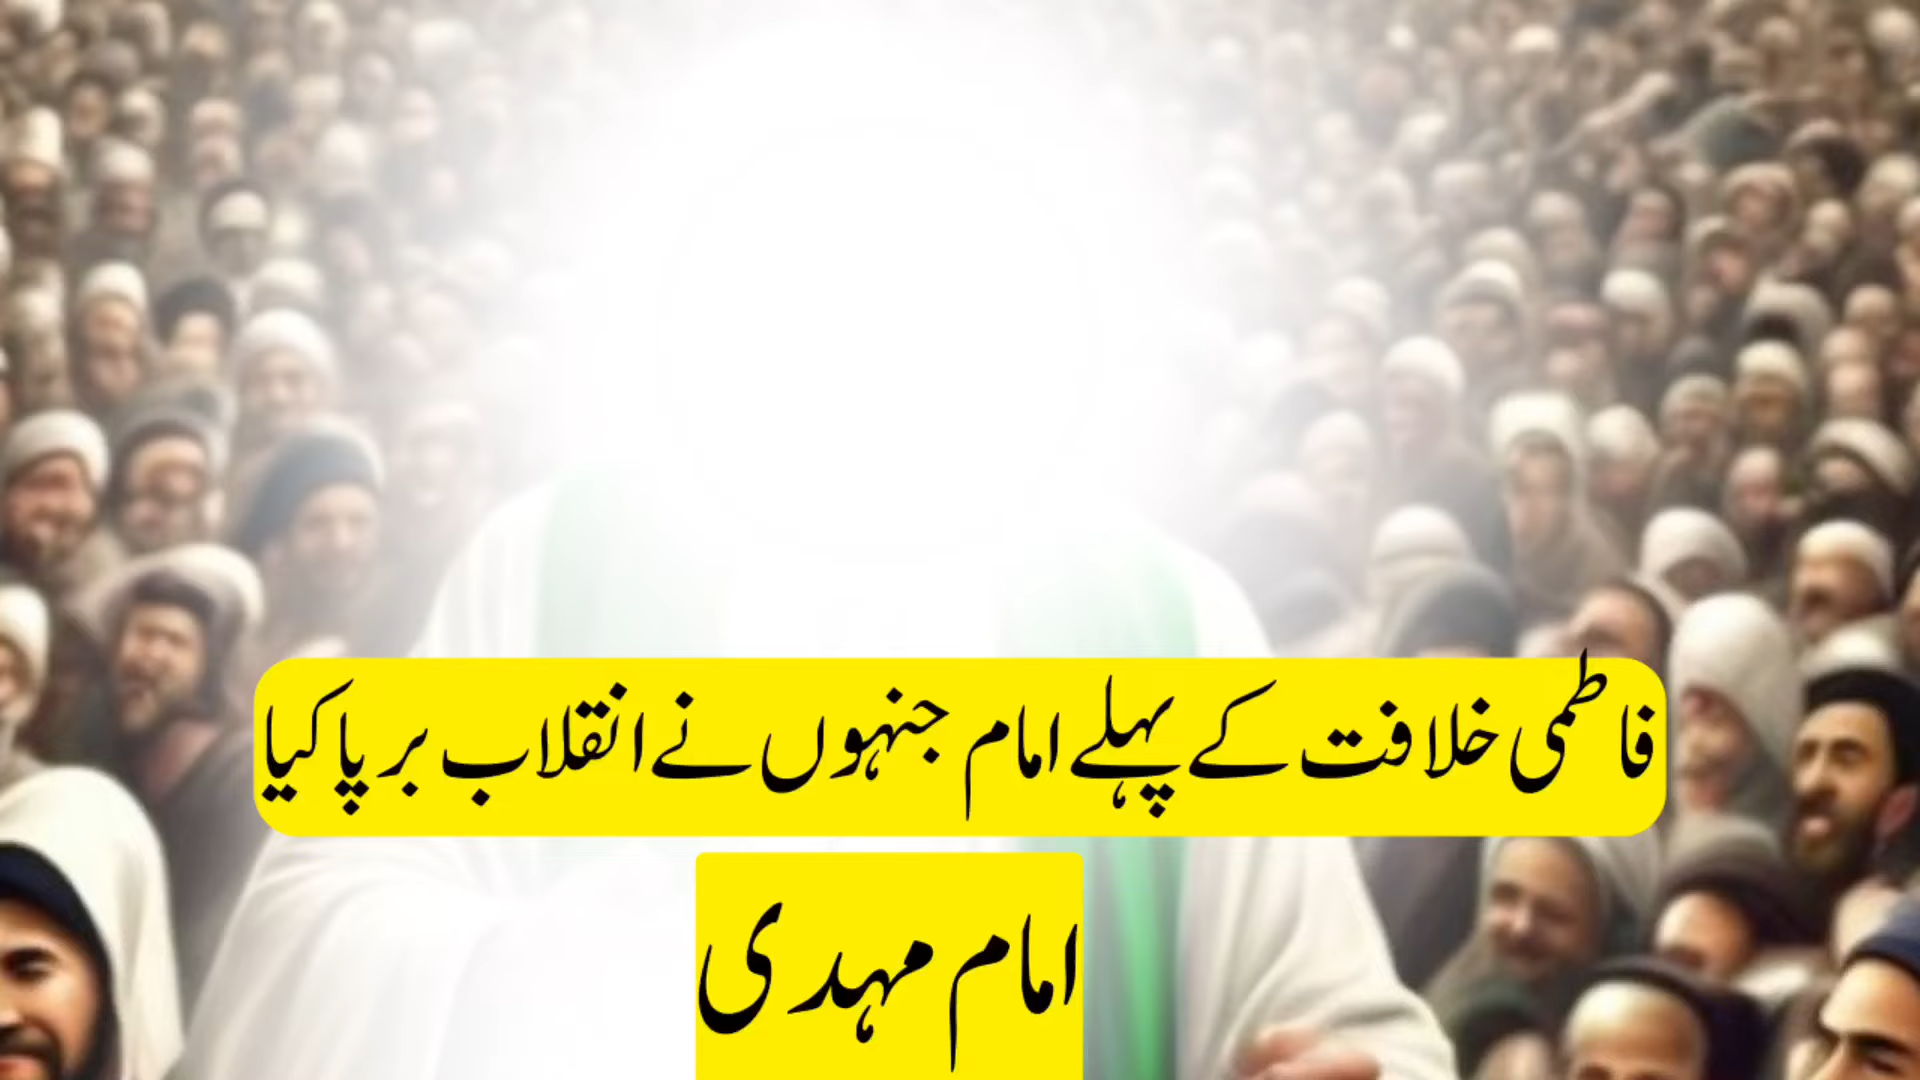 فاطمی خلافت کے پہلے امام جنہوں نے انقلاب برپا کیا
امام مہدی